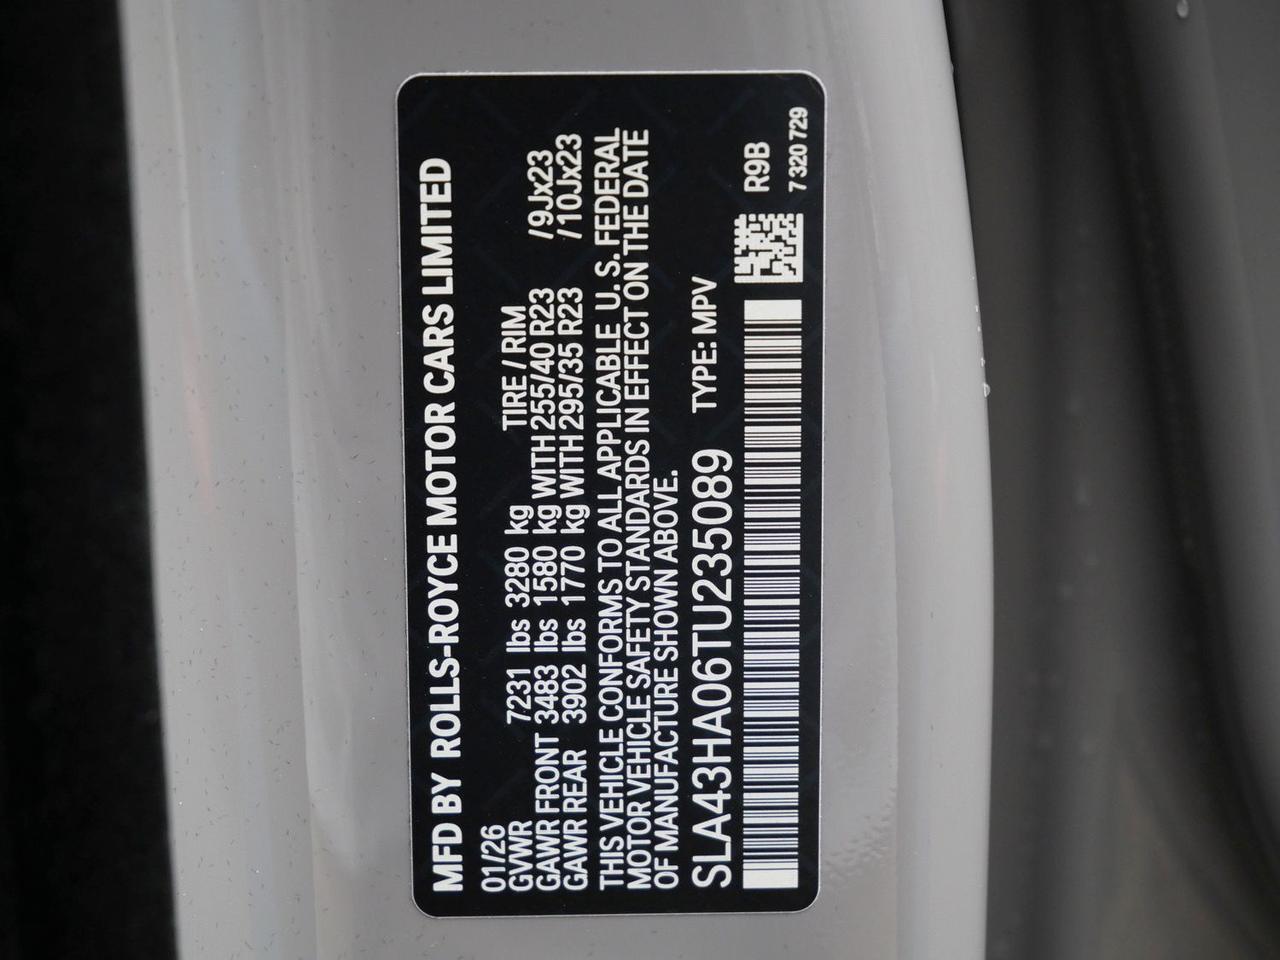 MFD BY ROLLS-ROYCE MOTOR CARS LIMITED
01/26
GVWR 7231 lbs 3280 kg TIRE / RIM
GAWR FRONT 3483 lbs 1580 kg WITH 255/40 R23 /9Jx23
GAWR REAR 3902 lbs 1770 kg WITH 295/35 R23 /10Jx23
THIS VEHICLE CONFORMS TO ALL APPLICABLE U. S. FEDERAL
MOTOR VEHICLE SAFETY STANDARDS IN EFFECT ON THE DATE
OF MANUFACTURE SHOWN ABOVE.
SLA43HA06TU235089 TYPE: MPV
R9B
7 320 729